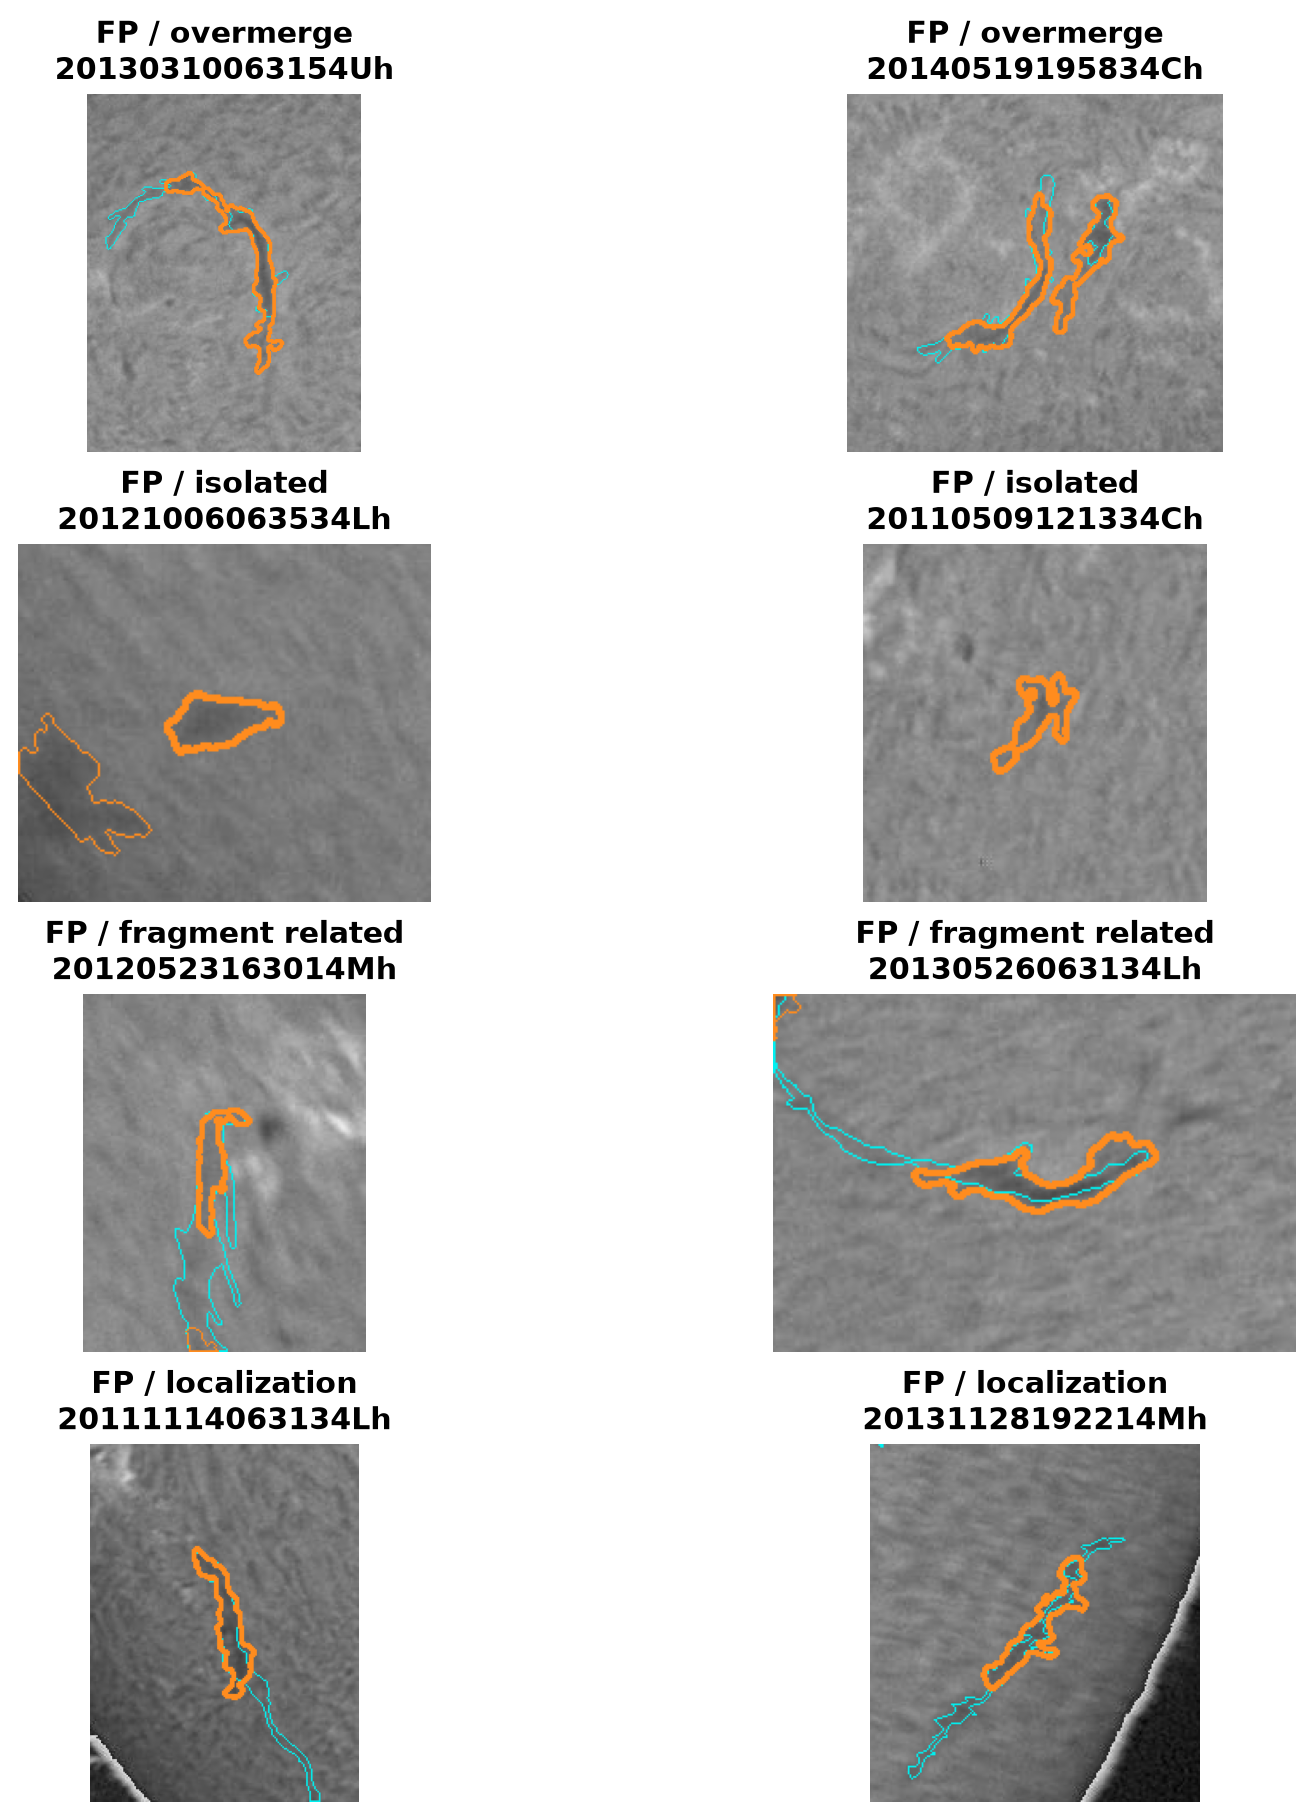 FP / overmerge
20130310063154Uh
FP / overmerge
20140519195834Ch
FP / isolated
20121006063534Lh
FP / isolated
20110509121334Ch
FP / fragment related
20120523163014Mh
FP / fragment related
20130526063134Lh
FP / localization
20111114063134Lh
FP / localization
20131128192214Mh